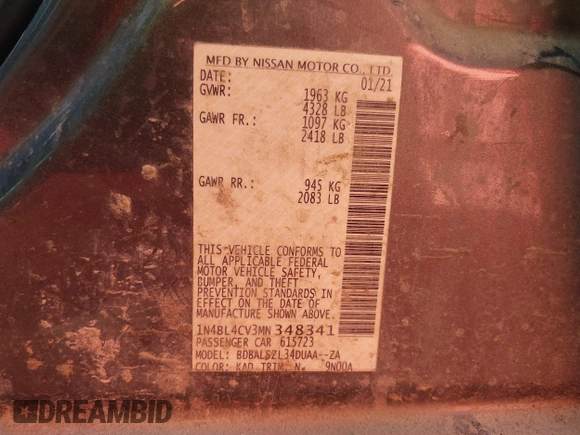 MFD BY NISSAN MOTOR CO., LTD
DATE: 01/21
GVWR: 1963 KG
4328 LB
GAWR FR.: 1097 KG
2418 LB
GAWR RR.: 945 KG
2083 LB
THIS VEHICLE CONFORMS TO
ALL APPLICABLE FEDERAL
MOTOR VEHICLE SAFETY,
BUMPER, AND THEFT
PREVENTION STANDARDS IN
EFFECT ON THE DATE OF
MANUFACTURE.
1N4BL4CV3MN348341
PASSENGER CAR 615723
MODEL: BDBALSZL34DUAA--ZA
COLOR: KAD TRIM N. 9N00A
DREAMBID